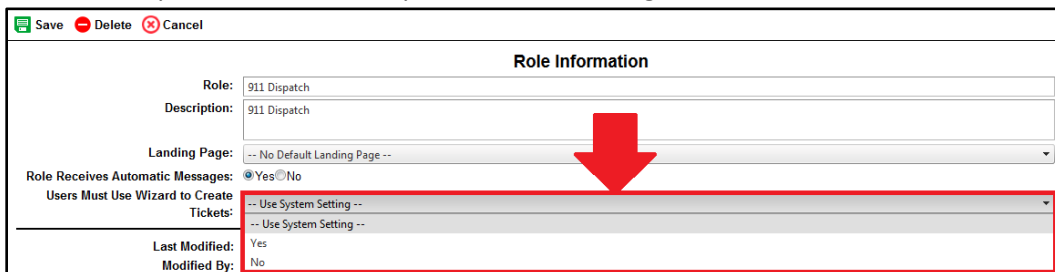 Save Delete Cancel
Role Information
Role: 911 Dispatch
Description: 911 Dispatch
Landing Page: -- No Default Landing Page --
Role Receives Automatic Messages: Yes No
Users Must Use Wizard to Create
Tickets: -- Use System Setting --
-- Use System Setting --
Last Modified: Yes
Modified By: No